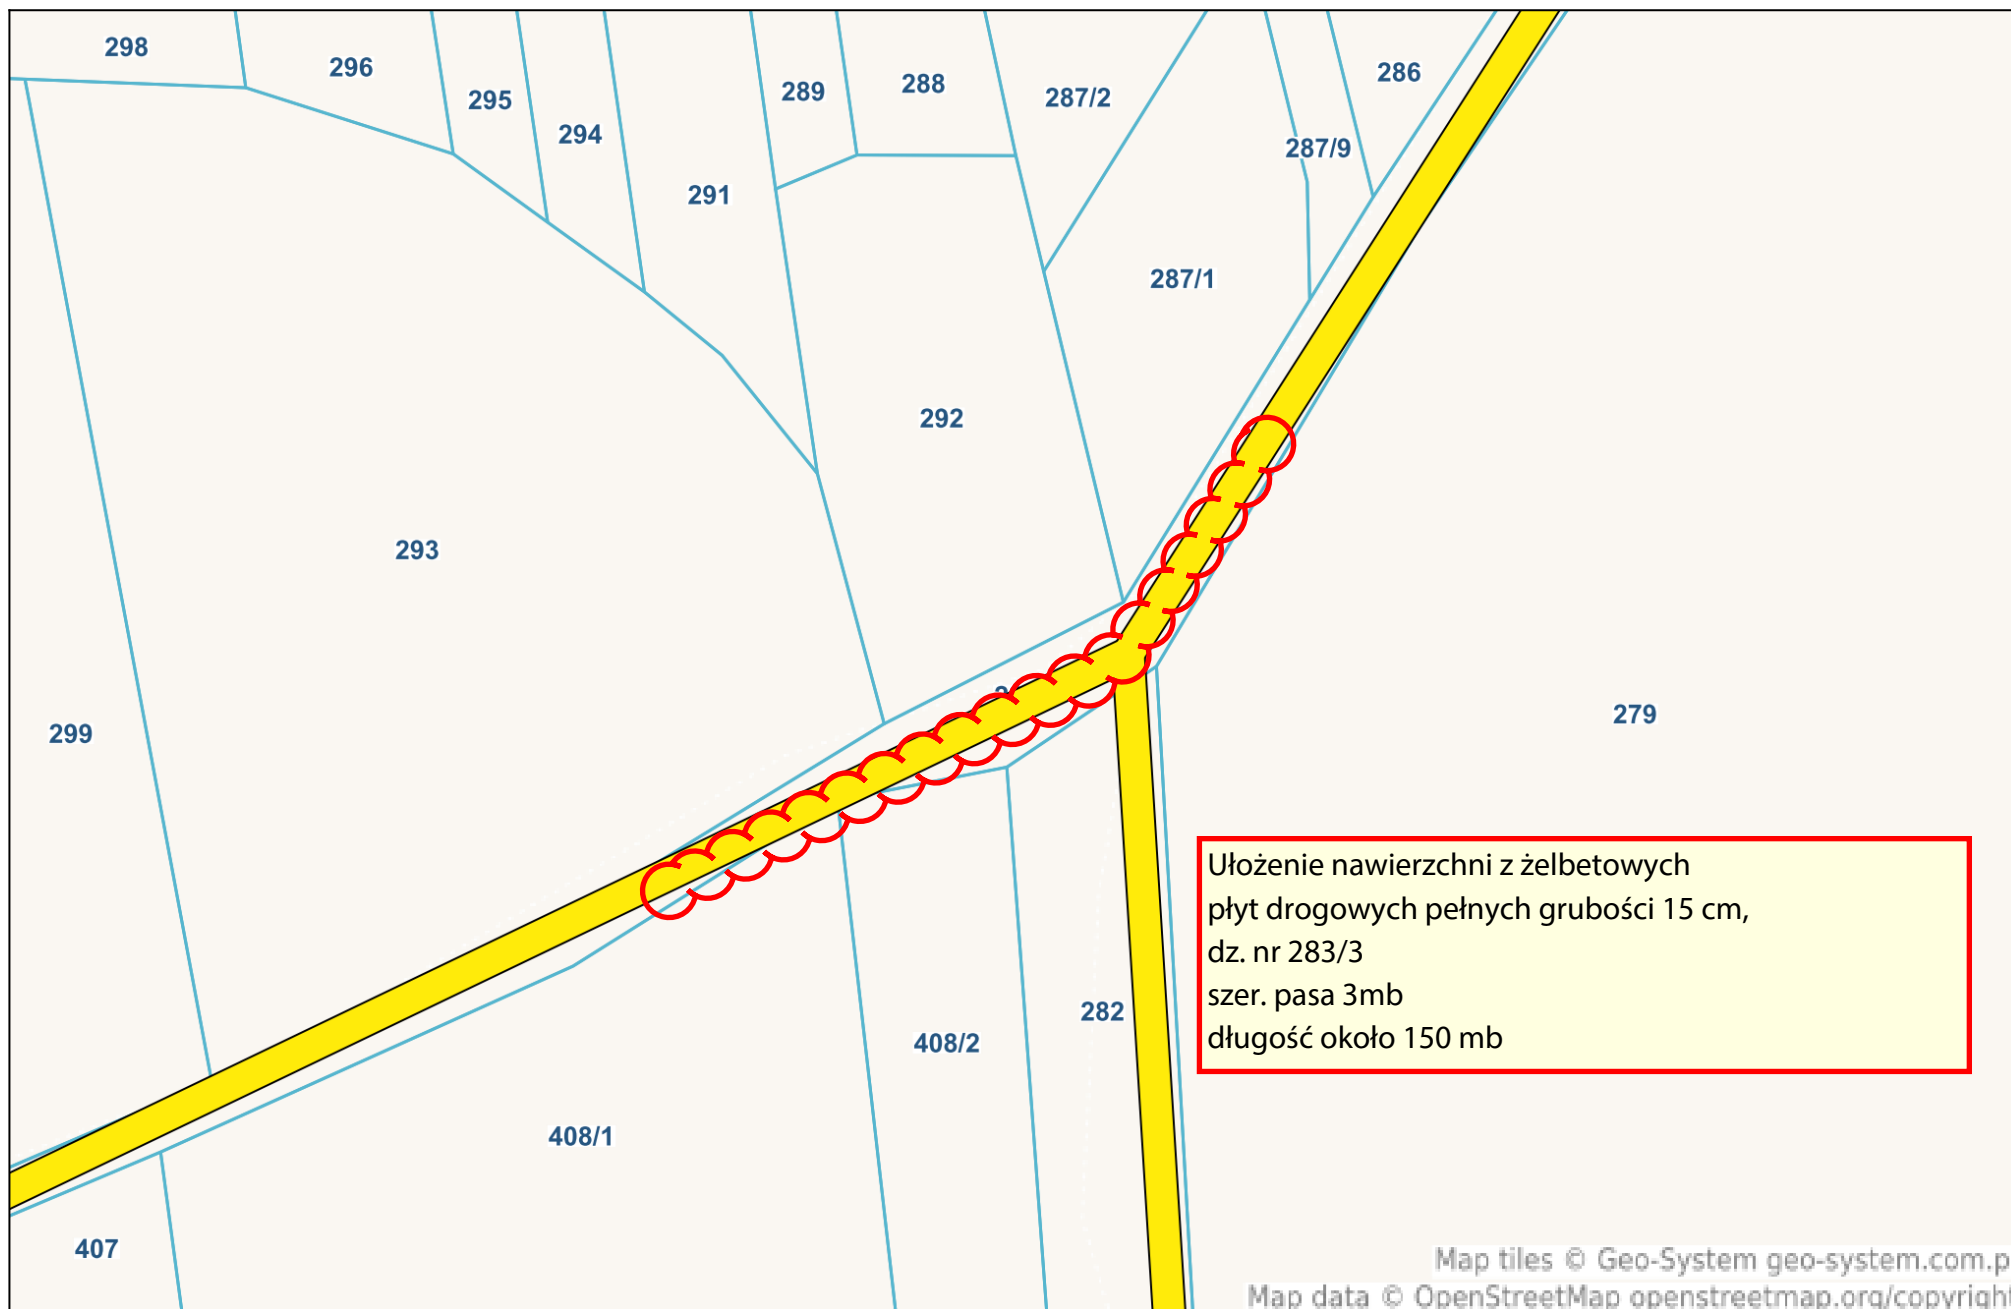 298
296
295
294
289
288
287/2
286
287/9
291
287/1
292
293
299
279
Ułożenie nawierzchni z żelbetowych
płyt drogowych pełnych grubości 15 cm,
dz. nr 283/3
szer. pasa 3mb
długość około 150 mb
282
408/2
408/1
407
Map tiles © Geo-System geo-system.com.p
Map data © OpenStreetMap openstreetmap.org/copyrigh